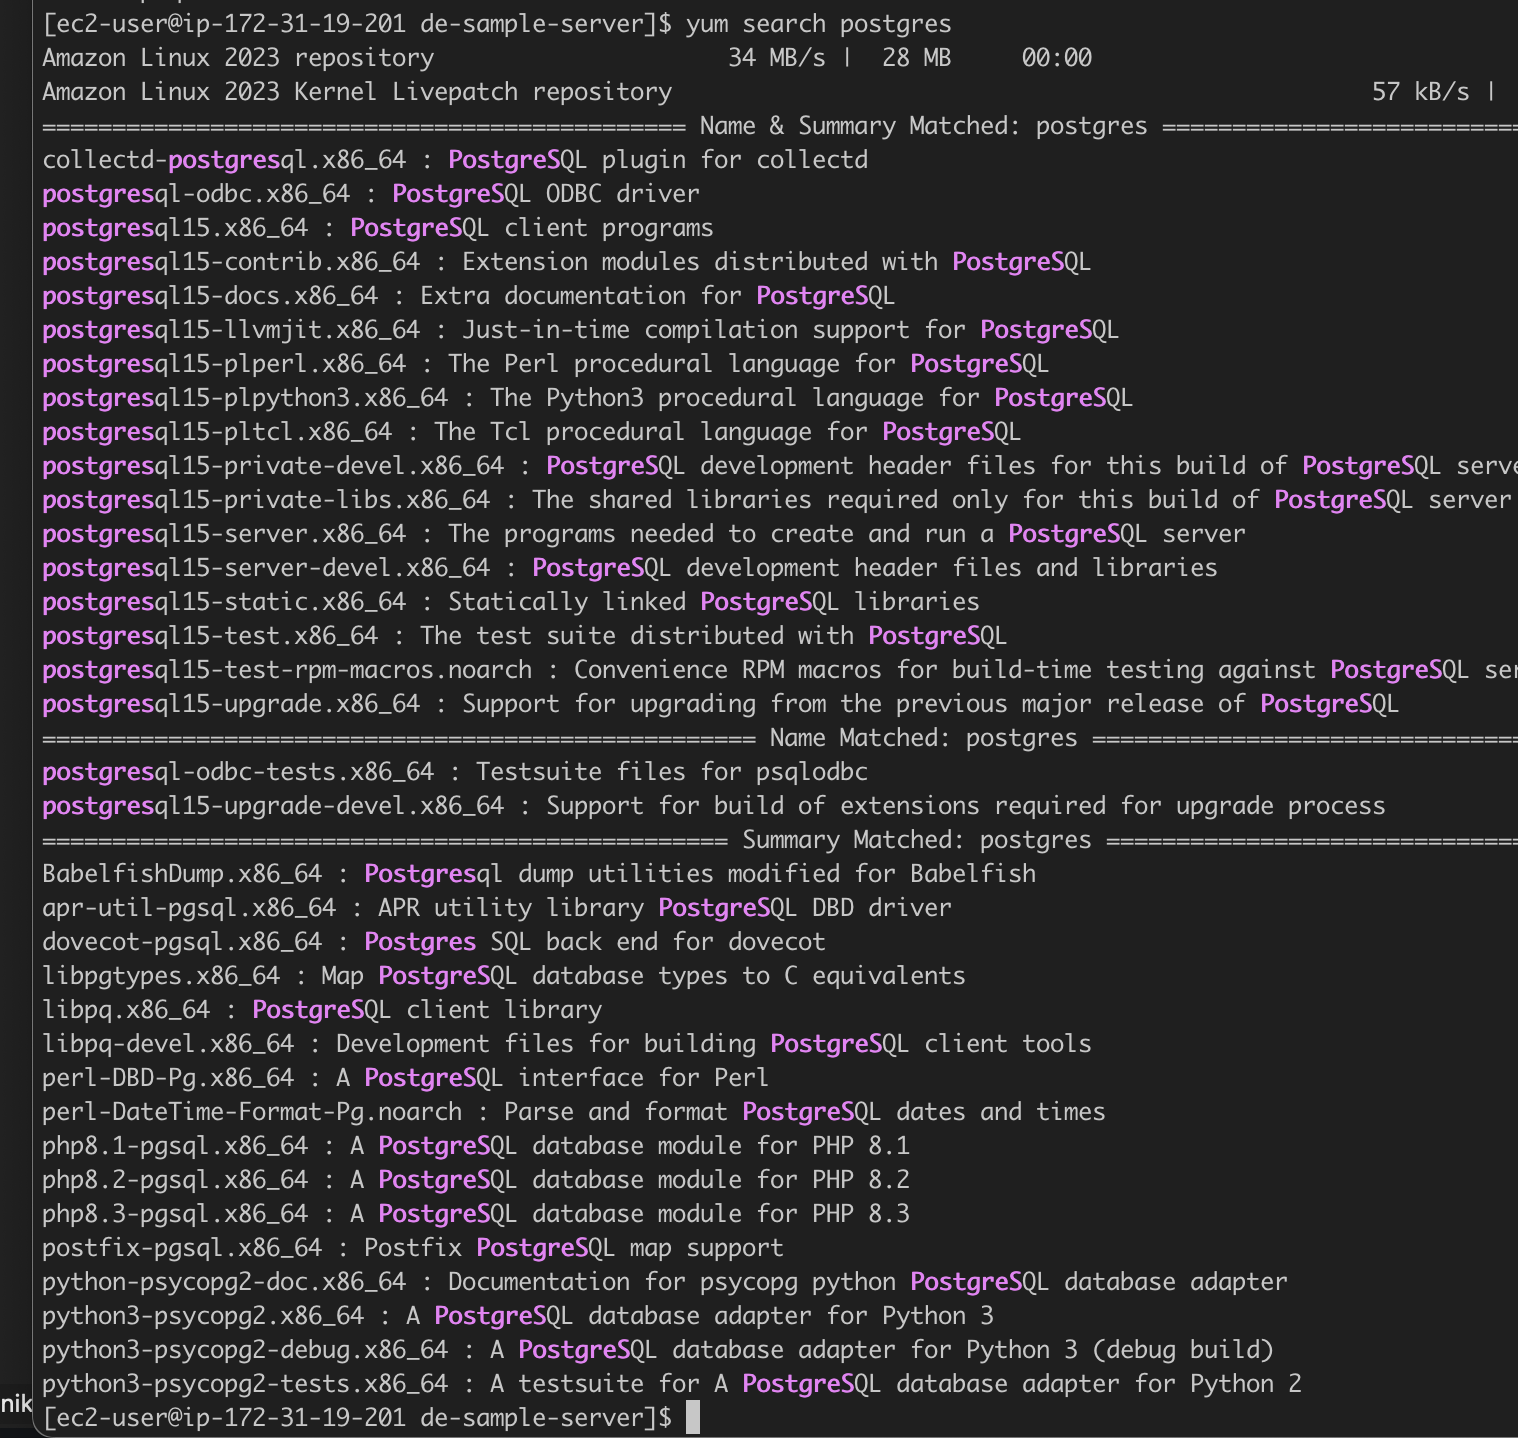 [ec2-user@ip-172-31-19-201 de-sample-server]$ yum search postgres
Amazon Linux 2023 repository                     34 MB/s |  28 MB     00:00
Amazon Linux 2023 Kernel Livepatch repository                                                  57 kB/s |
============================================== Name & Summary Matched: postgres ==========================
collectd-postgresql.x86_64 : PostgreSQL plugin for collectd
postgresql-odbc.x86_64 : PostgreSQL ODBC driver
postgresql15.x86_64 : PostgreSQL client programs
postgresql15-contrib.x86_64 : Extension modules distributed with PostgreSQL
postgresql15-docs.x86_64 : Extra documentation for PostgreSQL
postgresql15-llvmjit.x86_64 : Just-in-time compilation support for PostgreSQL
postgresql15-plperl.x86_64 : The Perl procedural language for PostgreSQL
postgresql15-plpython3.x86_64 : The Python3 procedural language for PostgreSQL
postgresql15-pltcl.x86_64 : The Tcl procedural language for PostgreSQL
postgresql15-private-devel.x86_64 : PostgreSQL development header files for this build of PostgreSQL serve
postgresql15-private-libs.x86_64 : The shared libraries required only for this build of PostgreSQL server
postgresql15-server.x86_64 : The programs needed to create and run a PostgreSQL server
postgresql15-server-devel.x86_64 : PostgreSQL development header files and libraries
postgresql15-static.x86_64 : Statically linked PostgreSQL libraries
postgresql15-test.x86_64 : The test suite distributed with PostgreSQL
postgresql15-test-rpm-macros.noarch : Convenience RPM macros for build-time testing against PostgreSQL ser
postgresql15-upgrade.x86_64 : Support for upgrading from the previous major release of PostgreSQL
=================================================== Name Matched: postgres ===============================
postgresql-odbc-tests.x86_64 : Testsuite files for psqlodbc
postgresql15-upgrade-devel.x86_64 : Support for build of extensions required for upgrade process
================================================= Summary Matched: postgres ==============================
BabelfishDump.x86_64 : Postgresql dump utilities modified for Babelfish
apr-util-pgsql.x86_64 : APR utility library PostgreSQL DBD driver
dovecot-pgsql.x86_64 : Postgres SQL back end for dovecot
libpgtypes.x86_64 : Map PostgreSQL database types to C equivalents
libpq.x86_64 : PostgreSQL client library
libpq-devel.x86_64 : Development files for building PostgreSQL client tools
perl-DBD-Pg.x86_64 : A PostgreSQL interface for Perl
perl-DateTime-Format-Pg.noarch : Parse and format PostgreSQL dates and times
php8.1-pgsql.x86_64 : A PostgreSQL database module for PHP 8.1
php8.2-pgsql.x86_64 : A PostgreSQL database module for PHP 8.2
php8.3-pgsql.x86_64 : A PostgreSQL database module for PHP 8.3
postfix-pgsql.x86_64 : Postfix PostgreSQL map support
python-psycopg2-doc.x86_64 : Documentation for psycopg python PostgreSQL database adapter
python3-psycopg2.x86_64 : A PostgreSQL database adapter for Python 3
python3-psycopg2-debug.x86_64 : A PostgreSQL database adapter for Python 3 (debug build)
python3-psycopg2-tests.x86_64 : A testsuite for A PostgreSQL database adapter for Python 2
nik
[ec2-user@ip-172-31-19-201 de-sample-server]$